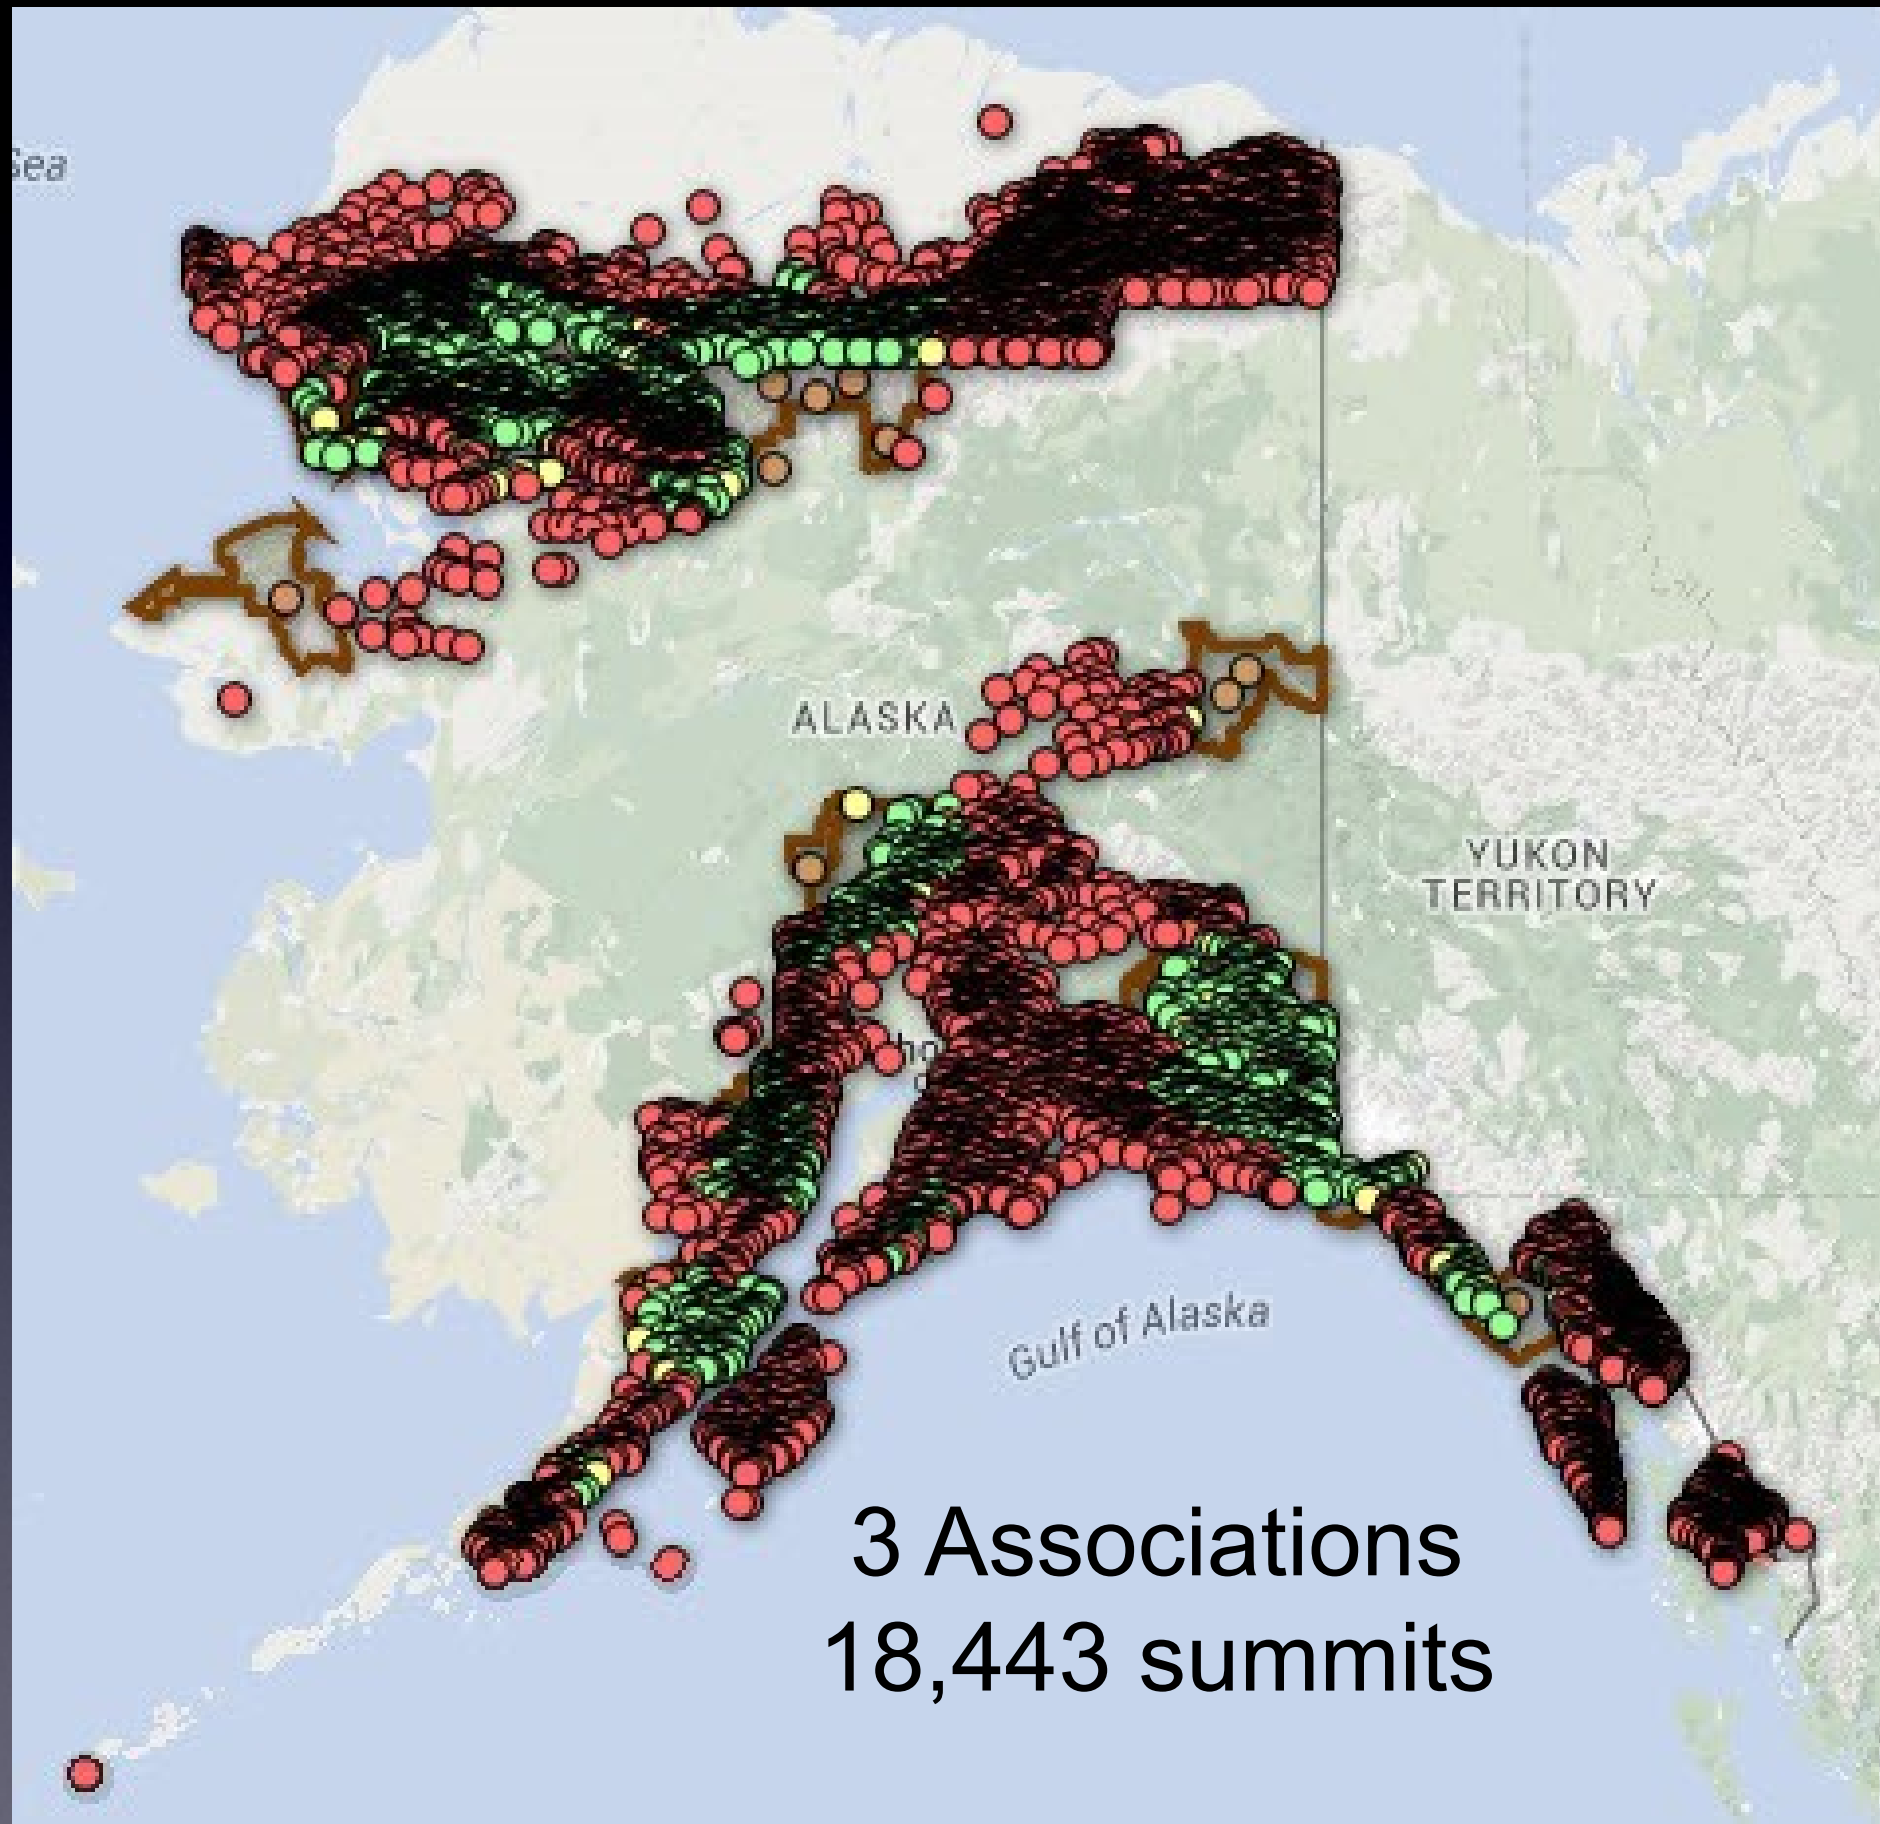 Sea
ALASKA
YUKON
TERRITORY
Gulf of Alaska
3 Associations
18,443 summits